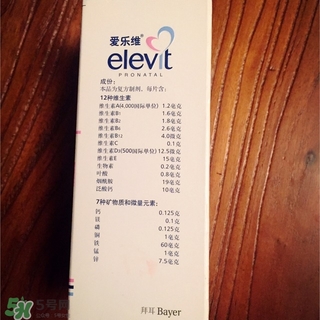 爱乐维®
elevit
PRONATAL
成份:
本品为复方制剂,每片含:
12种维生素
维生素A(4,000国际单位) 1.2毫克
维生素B1 1.6毫克
维生素B2 1.8毫克
维生素B6 2.6毫克
维生素B12 4.0微克
维生素C 0.1克
维生素D3(500国际单位) 12.5微克
维生素E 15毫克
生物素 0.2毫克
叶酸 0.8毫克
烟酰胺 19毫克
泛酸钙 10毫克
7种矿物质和微量元素:
钙 0.125克
镁 0.1克
磷 0.125克
铜 1毫克
铁 60毫克
锰 1毫克
锌 7.5毫克
拜耳 Bayer
5号网